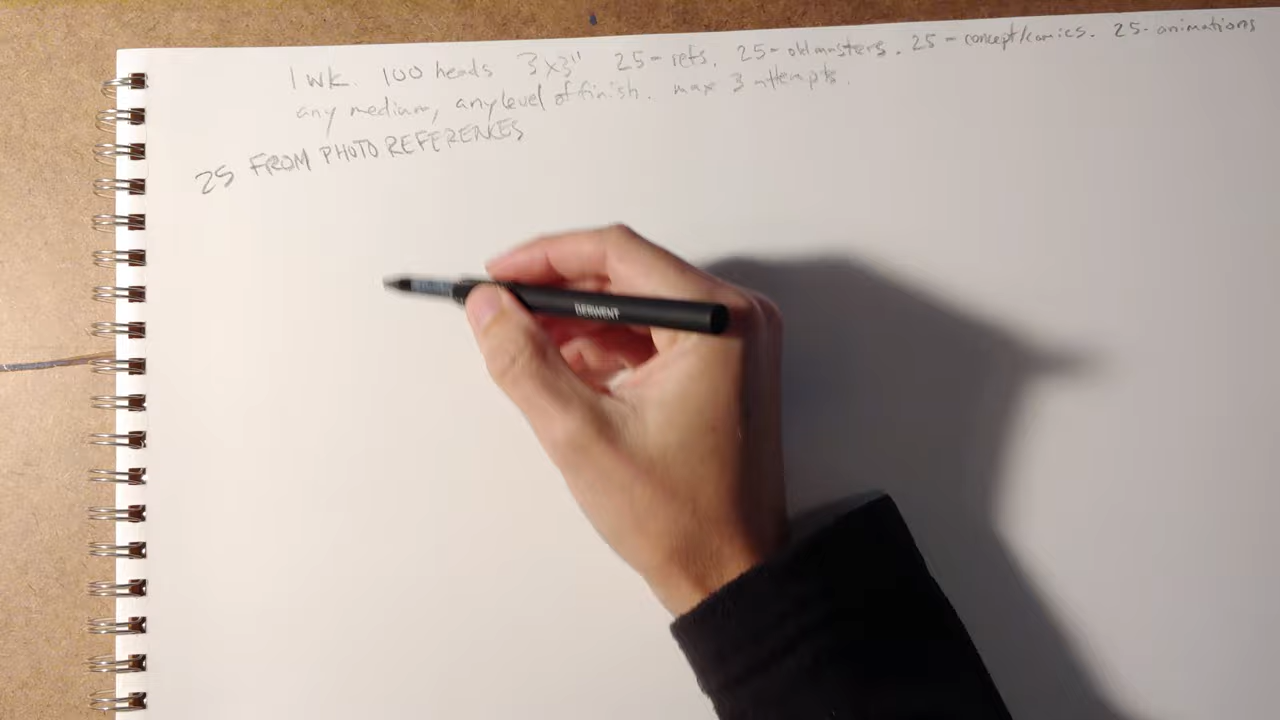 1 wk. 100 heads 3x3" 25 - refs. 25 - old masters. 25 - concept/comics. 25 - animations
any medium, any level of finish. max 3 attempts.
25 FROM PHOTO REFERENCES
DERWENT